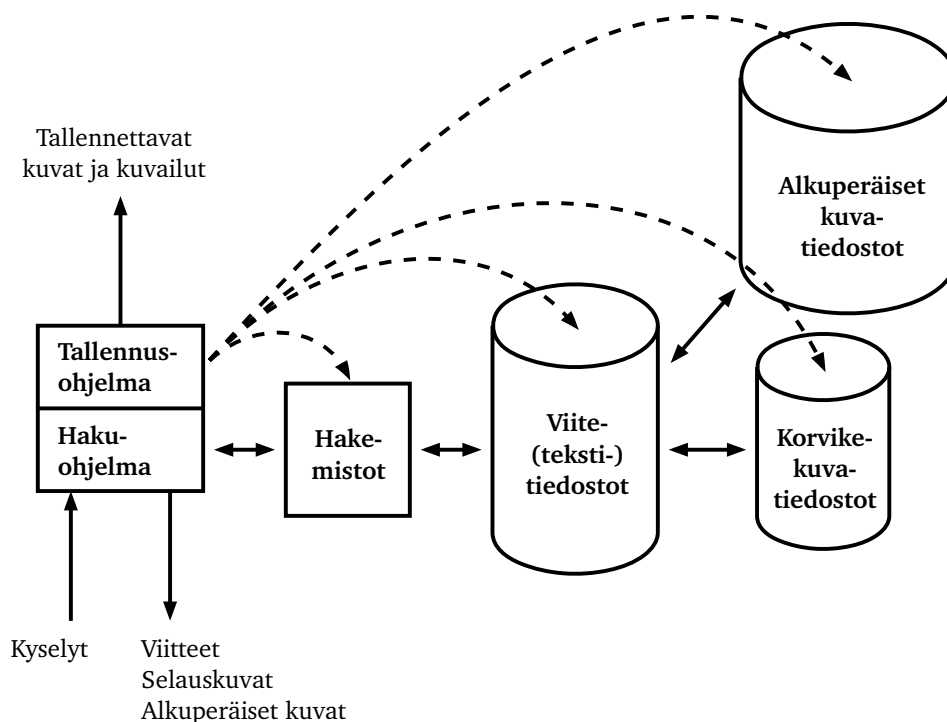 Tallennettavat
kuvat ja kuvailut
Alkuperäiset
kuva-
tiedostot
Tallennus-
ohjelma
Haku-
ohjelma
Hake-
mistot
Viite-
(teksti-)
tiedostot
Korvike-
kuva-
tiedostot
Kyselyt
Viitteet
Selauskuvat
Alkuperäiset kuvat